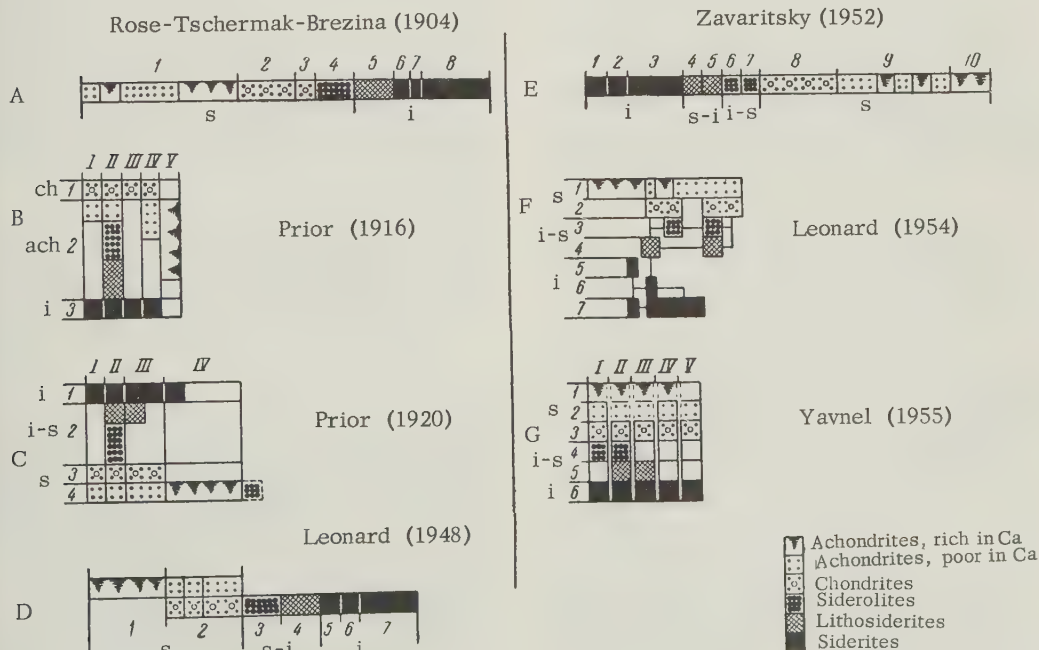 Rose-Tschermak-Brezina (1904)
1 2 3 4 5 6 7 8
A
s i
I II III IV V
ch 1
B
ach 2
i 3
Prior (1916)
I II III IV
i 1
i-s 2
C
s 3
4
Prior (1920)
Leonard (1948)
D
1 2 3 4 5 6 7
s s-i i
Zavaritsky (1952)
1 2 3 4 5 6 7 8 9 10
E
i s-i i-s s
s 1
F 2
i-s 3
4
5
i 6
7
Leonard (1954)
I II III IV V
1
s 2
G 3
i-s 4
5
i 6
Yavnel (1955)
Achondrites, rich in Ca
Achondrites, poor in Ca
Chondrites
Siderolites
Lithosiderites
Siderites